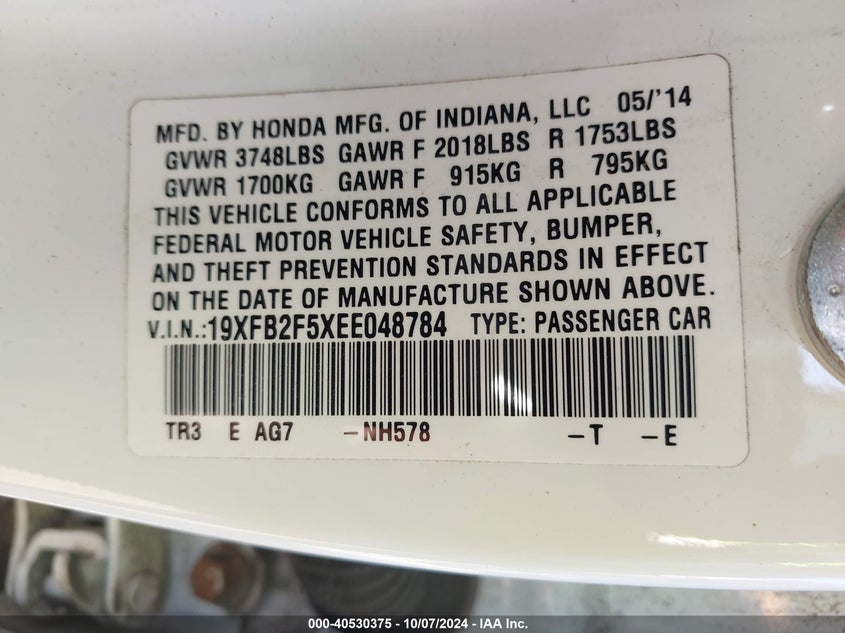 MFD. BY HONDA MFG. OF INDIANA, LLC 05/'14
GVWR 3748LBS GAWR F 2018LBS R 1753LBS
GVWR 1700KG GAWR F 915KG R 795KG
THIS VEHICLE CONFORMS TO ALL APPLICABLE
FEDERAL MOTOR VEHICLE SAFETY, BUMPER,
AND THEFT PREVENTION STANDARDS IN EFFECT
ON THE DATE OF MANUFACTURE SHOWN ABOVE.
V.I.N.:19XFB2F5XEE048784 TYPE: PASSENGER CAR
TR3 E AG7 –NH578 –T –E
000-40530375 - 10/07/2024 - IAA Inc.